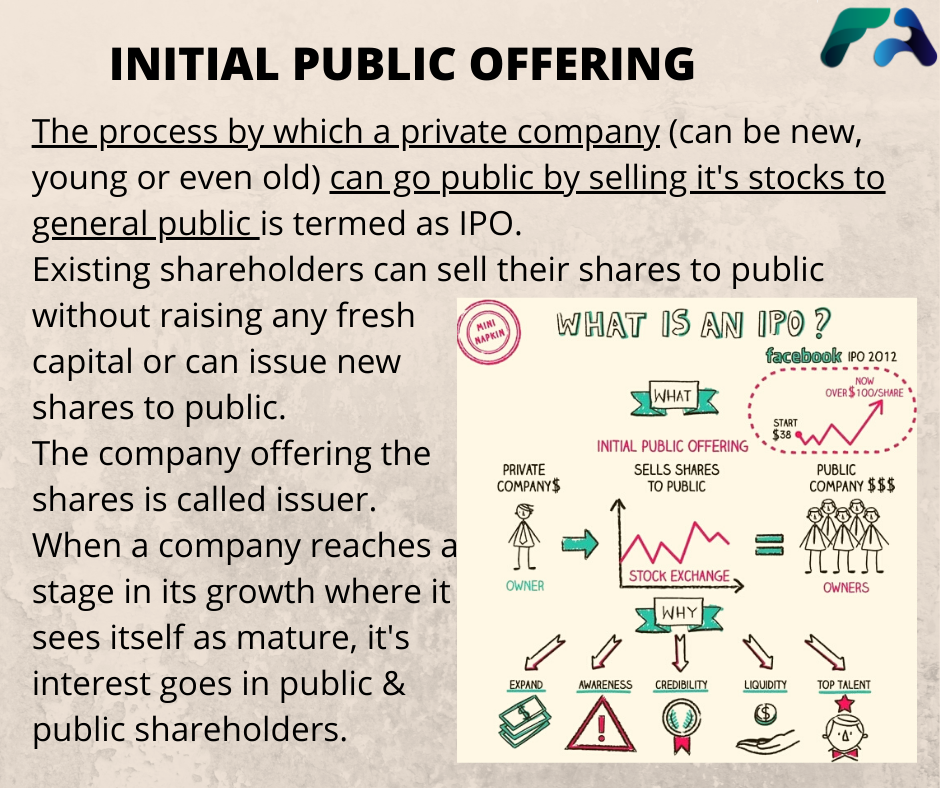 INITIAL PUBLIC OFFERING
The process by which a private company (can be new,
young or even old) can go public by selling it's stocks to
general public is termed as IPO.
Existing shareholders can sell their shares to public
without raising any fresh
capital or can issue new
shares to public.
The company offering the
shares is called issuer.
When a company reaches a
stage in its growth where it
sees itself as mature, it's
interest goes in public &
public shareholders.
MINI
NAPKIN
WHAT IS AN IPO?
facebook IPO 2012
NOW
OVER $100/SHARE
START
$38
WHAT
INITIAL PUBLIC OFFERING
PRIVATE
COMPANY$
SELLS SHARES
TO PUBLIC
PUBLIC
COMPANY $$$
OWNER
STOCK EXCHANGE
OWNERS
WHY
EXPAND
AWARENESS
CREDIBILITY
LIQUIDITY
TOP TALENT
$
!
$